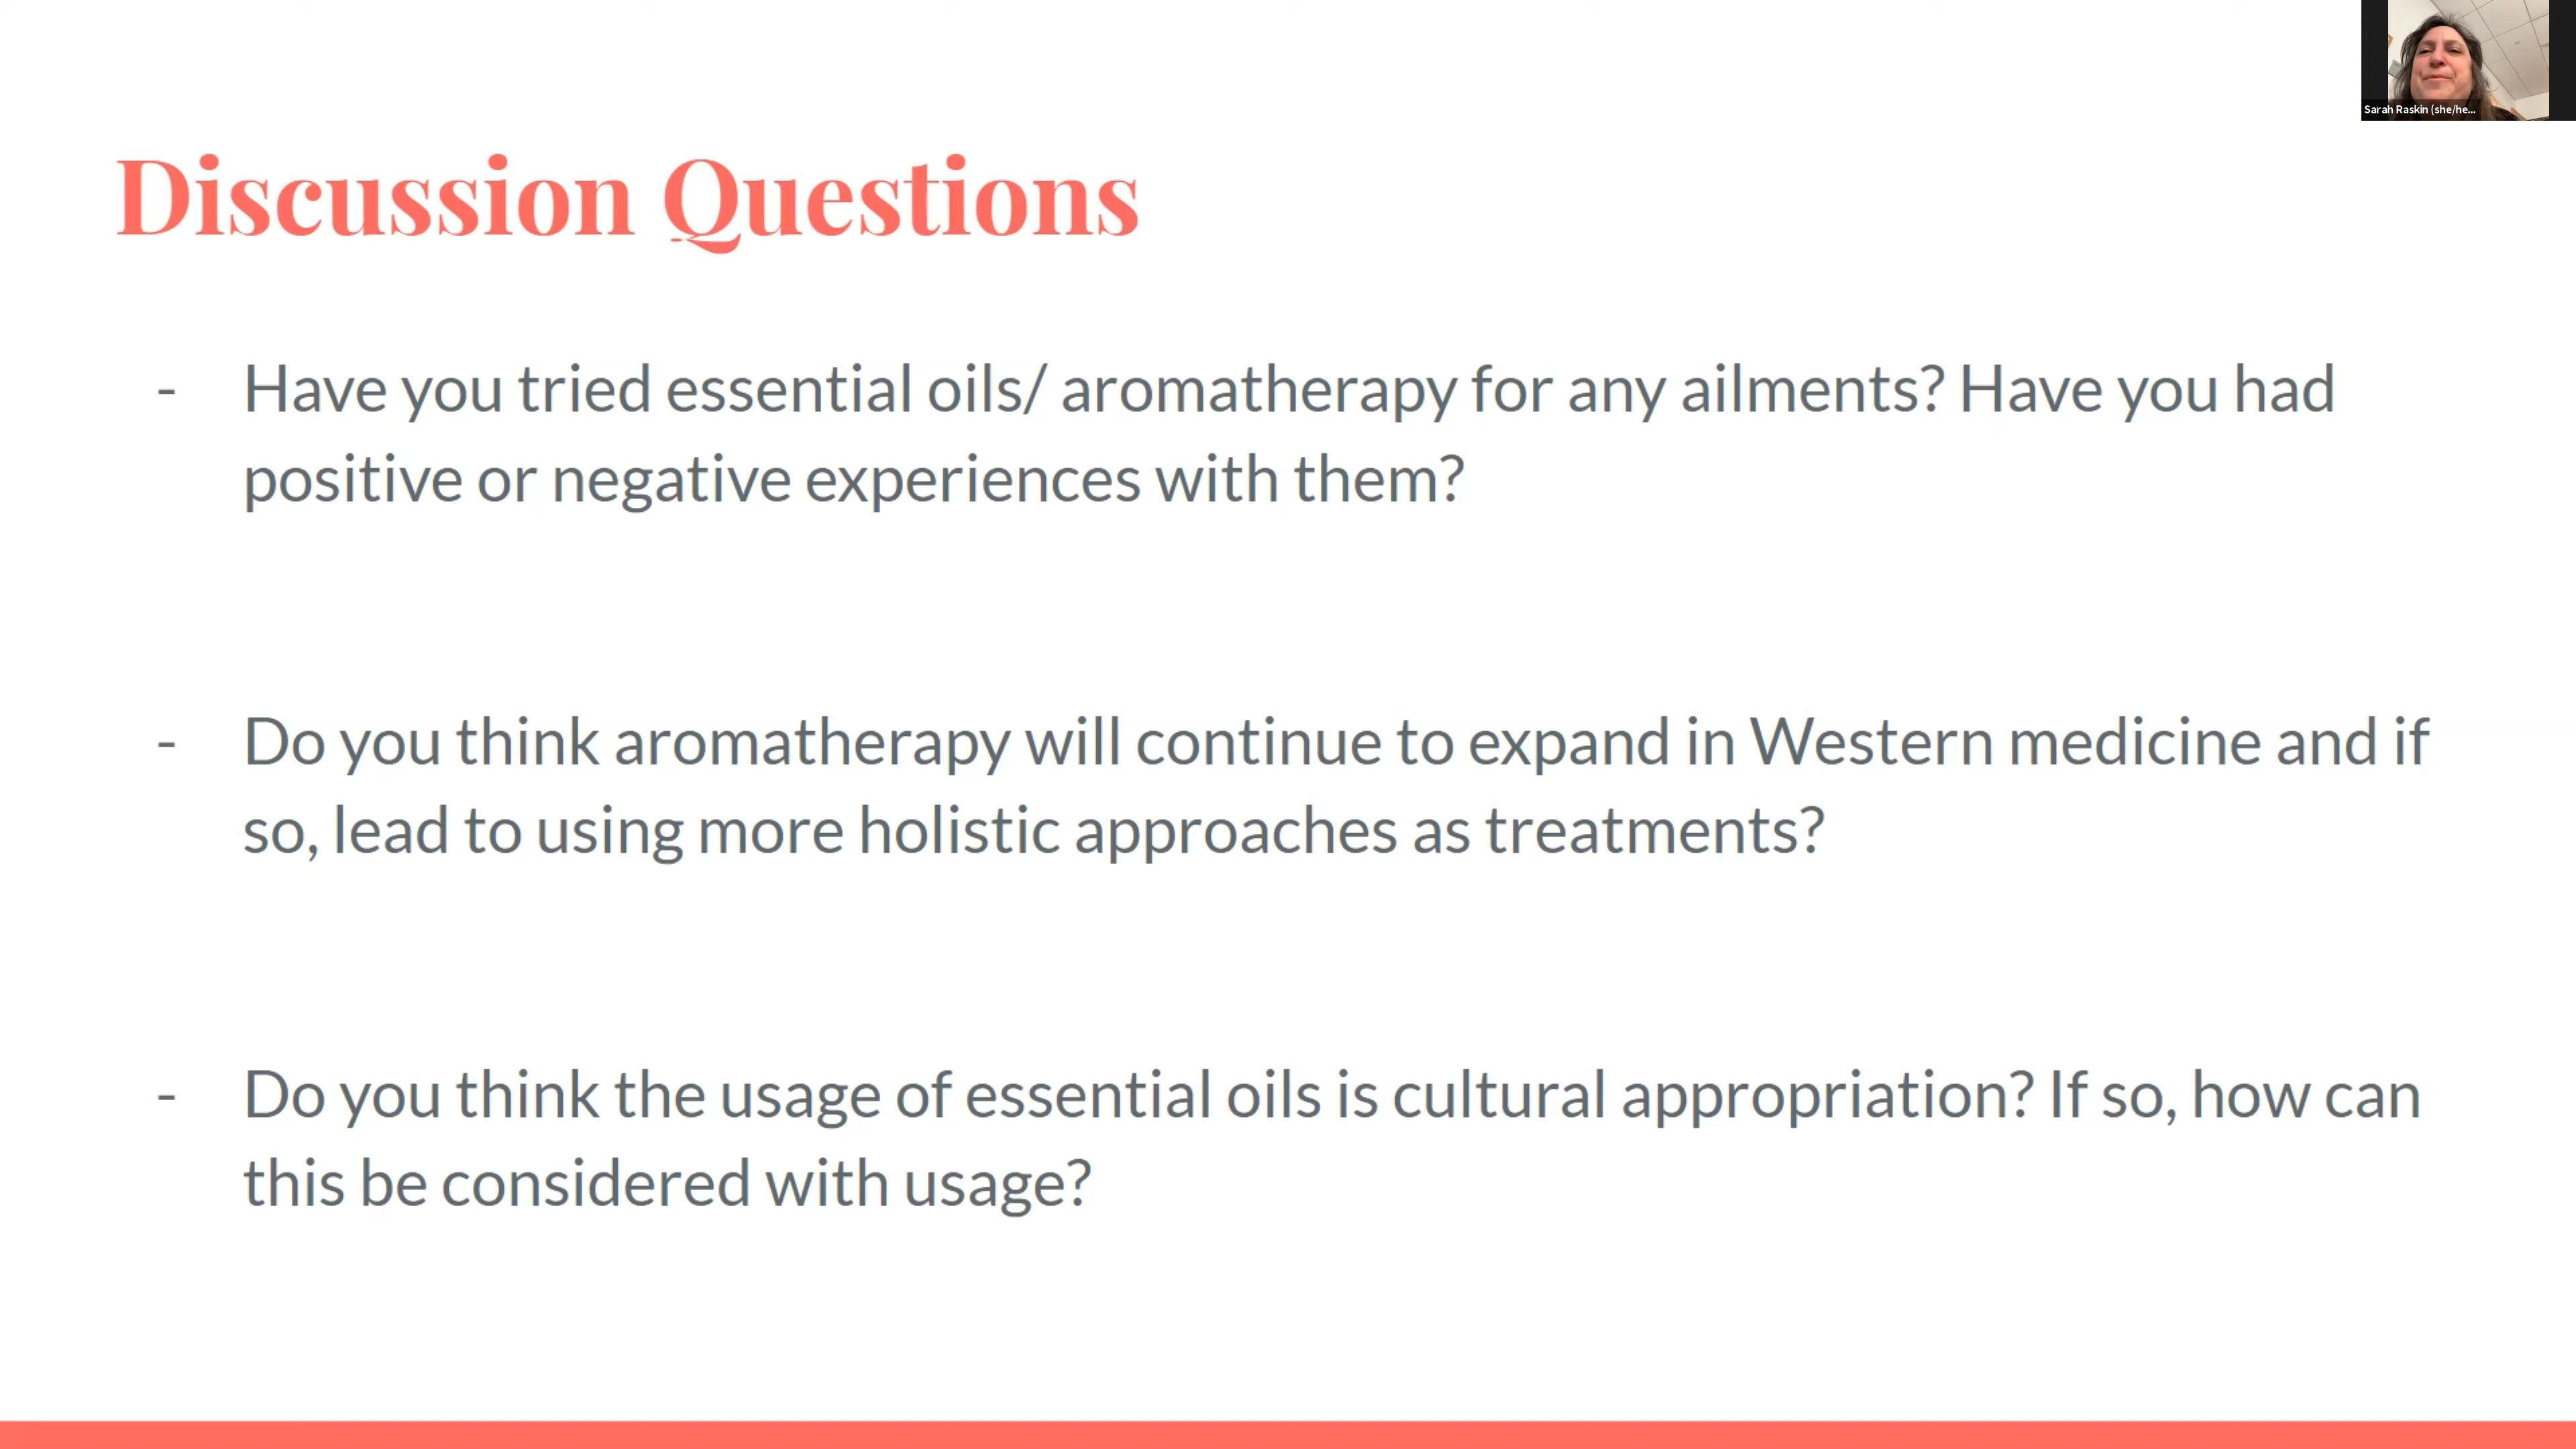 Sarah Raskin (she/he...
Discussion Questions
- Have you tried essential oils/ aromatherapy for any ailments? Have you had
positive or negative experiences with them?
- Do you think aromatherapy will continue to expand in Western medicine and if
so, lead to using more holistic approaches as treatments?
- Do you think the usage of essential oils is cultural appropriation? If so, how can
this be considered with usage?